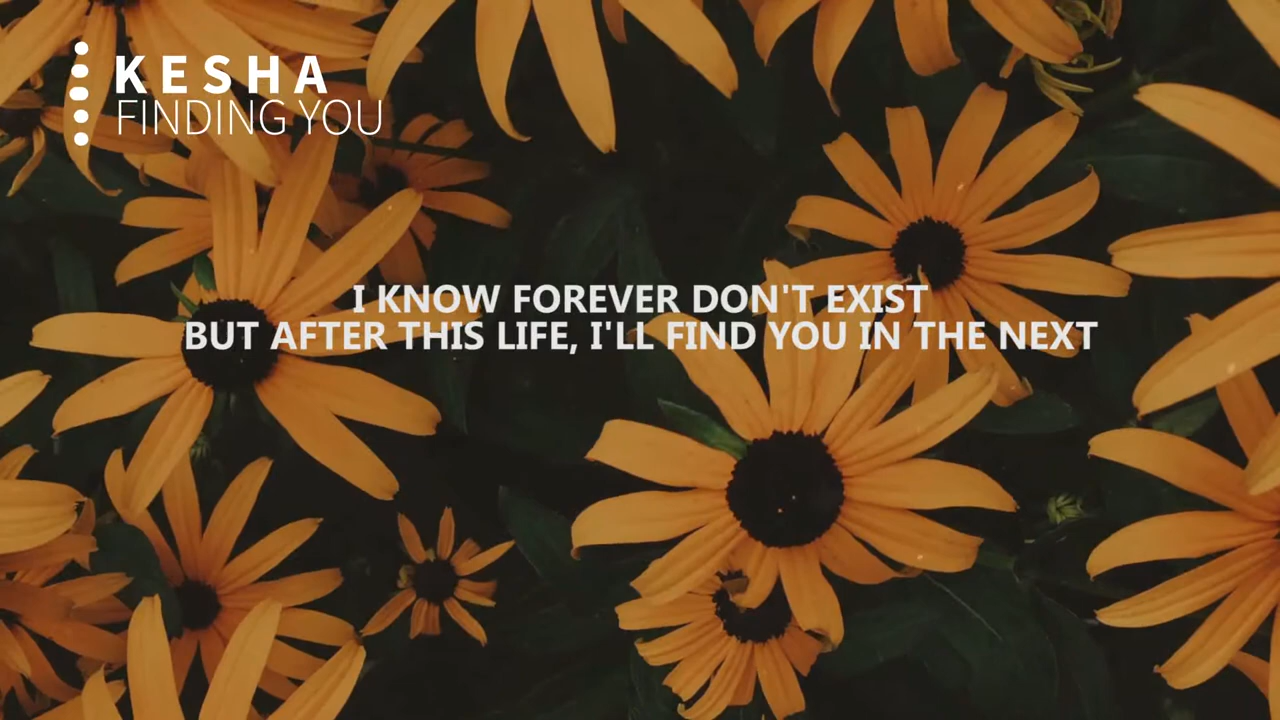 KESHA
FINDING YOU
I KNOW FOREVER DON'T EXIST
BUT AFTER THIS LIFE, I'LL FIND YOU IN THE NEXT